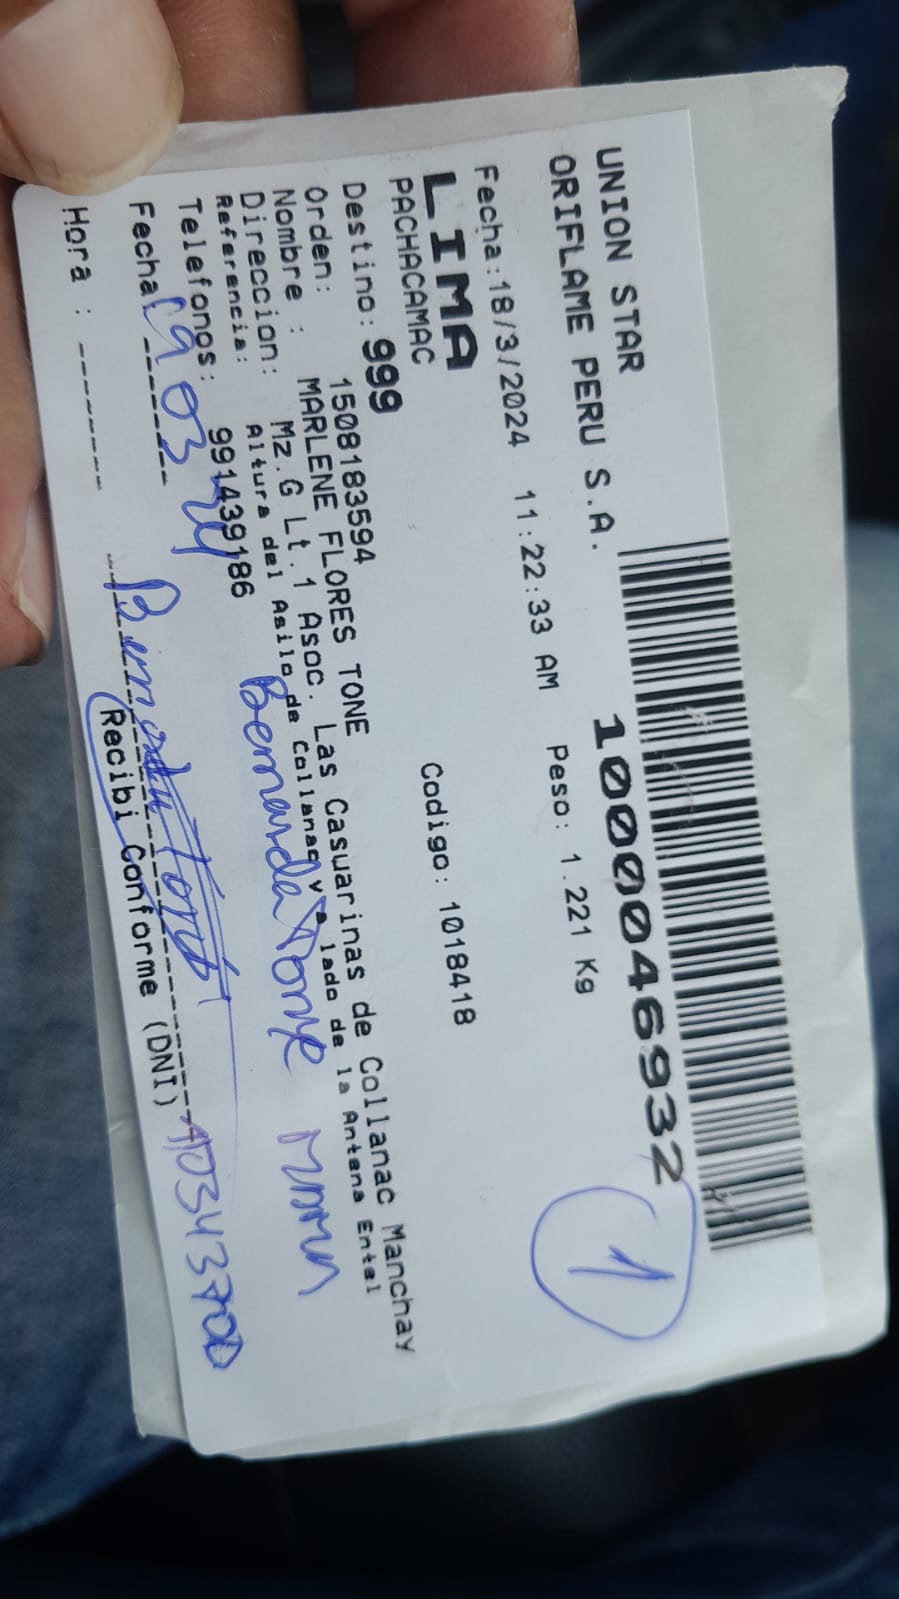 UNION STAR
ORIFLAME PERU S.A.
1000046932
1
Fecha:18/3/2024 11:22:33 AM Peso: 1.221 Kg
LIMA
PACHACAMAC
Codigo: 1018418
Destino: 999
Orden: 1508183594
Nombre : MARLENE FLORES TONE
Direccion: Mz.G Lt.1 Asoc. Las Casuarinas de Collanac Manchay
Referencia: Altura del Asilo de Collanac y a lado de la Antena Entel
Telefonos: 991439186
Bernarda Tone
Fecha: 19 03 24
Hora :
Recibi Conforme (DNI)